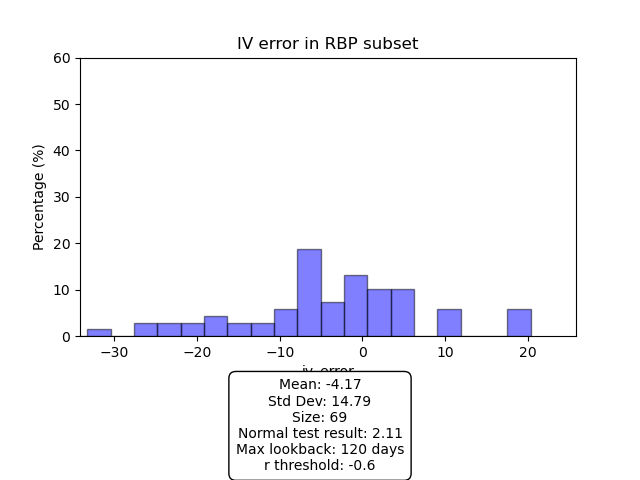 IV error in RBP subset
Percentage (%)
60
50
40
30
20
10
0
−30
−20
−10
0
10
20
iv_error
Mean: -4.17
Std Dev: 14.79
Size: 69
Normal test result: 2.11
Max lookback: 120 days
r threshold: -0.6